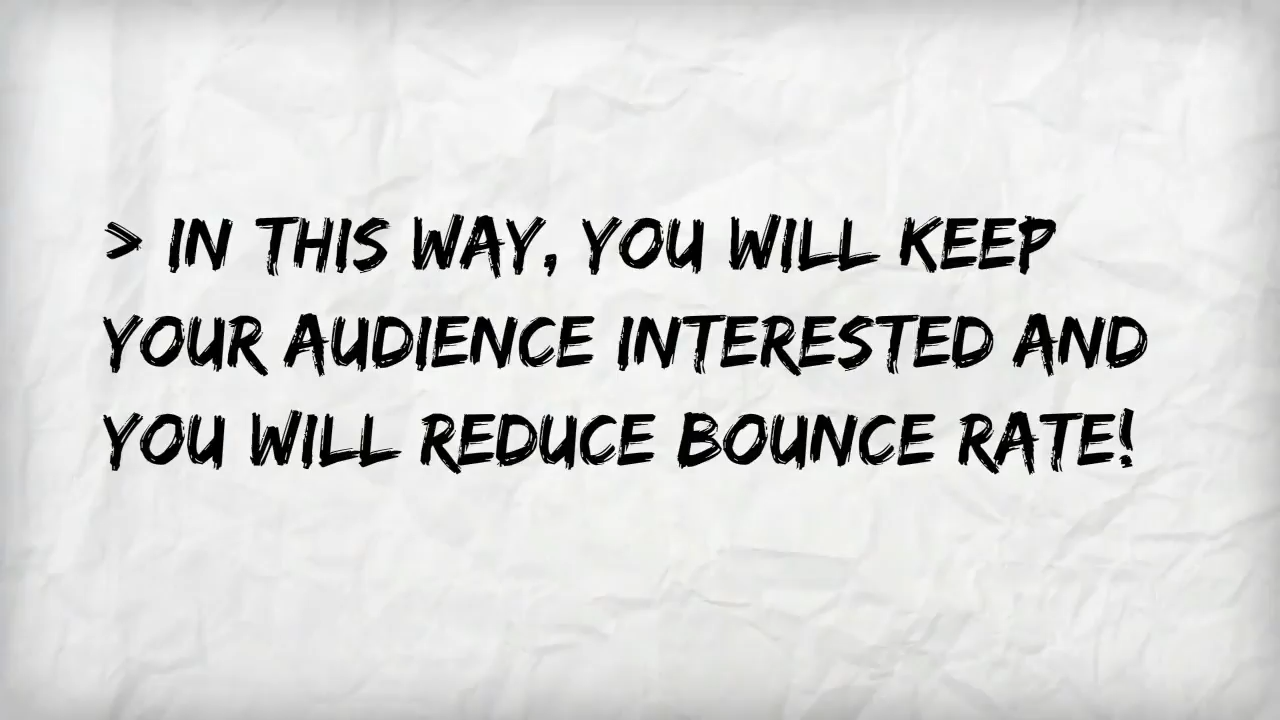 > IN THIS WAY, YOU WILL KEEP
YOUR AUDIENCE INTERESTED AND
YOU WILL REDUCE BOUNCE RATE!